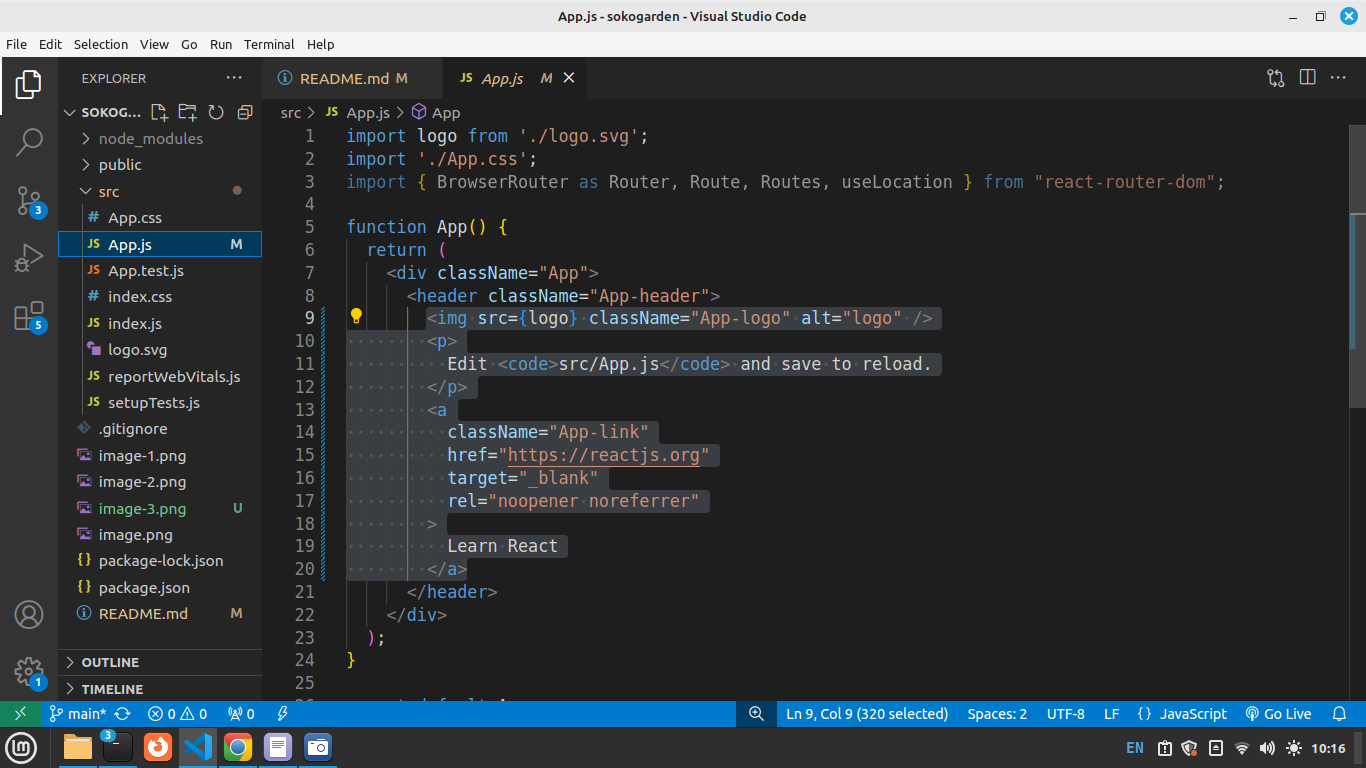 App.js - sokogarden - Visual Studio Code
File Edit Selection View Go Run Terminal Help
EXPLORER
SOKOG...
node_modules
public
src
App.css
App.js M
App.test.js
index.css
index.js
logo.svg
reportWebVitals.js
setupTests.js
.gitignore
image-1.png
image-2.png
image-3.png U
image.png
package-lock.json
package.json
README.md M
OUTLINE
TIMELINE
3
5
1
README.md M
JS App.js M
src > JS App.js > App
1 import logo from './logo.svg';
2 import './App.css';
3 import { BrowserRouter as Router, Route, Routes, useLocation } from "react-router-dom";
4
5 function App() {
6 return (
7 <div className="App">
8 <header className="App-header">
9 <img src={logo} className="App-logo" alt="logo" />
10 <p>
11 Edit <code>src/App.js</code> and save to reload.
12 </p>
13 <a
14 className="App-link"
15 href="https://reactjs.org"
16 target="_blank"
17 rel="noopener noreferrer"
18 >
19 Learn React
20 </a>
21 </header>
22 </div>
23 );
24 }
25
main* 0 0 0 Ln 9, Col 9 (320 selected) Spaces: 2 UTF-8 LF {} JavaScript Go Live
3 EN 10:16